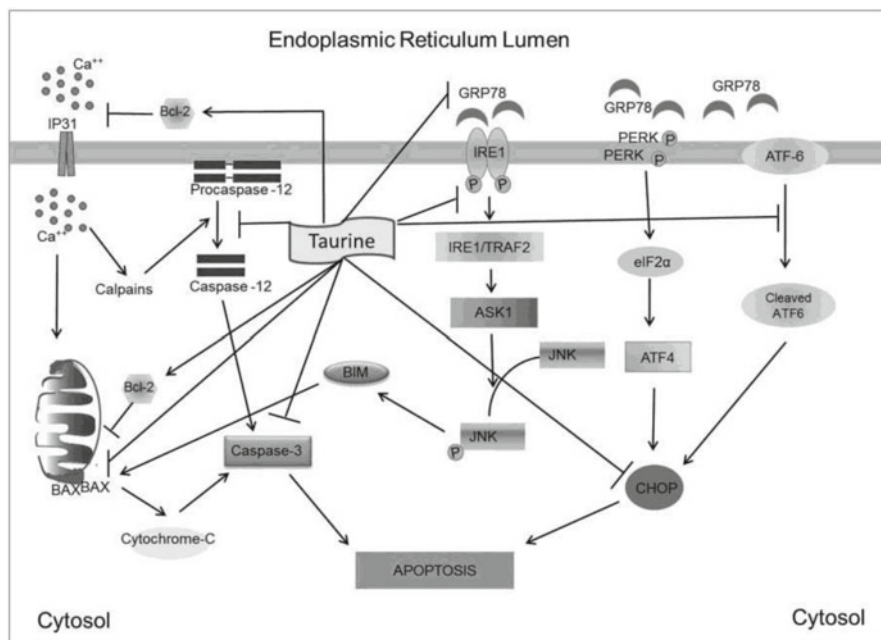 Endoplasmic Reticulum Lumen
Ca++
Bcl-2
IP31
GRP78
GRP78
GRP78
IRE1
P
P
PERK P
PERK P
ATF-6
Procaspase -12
Ca++
Taurine
IRE1/TRAF2
eIF2α
Calpains
Caspase -12
ASK1
Cleaved
ATF6
JNK
ATF4
Bcl-2
BIM
JNK
P
Caspase-3
BAX
BAX
CHOP
Cytochrome-C
APOPTOSIS
Cytosol
Cytosol